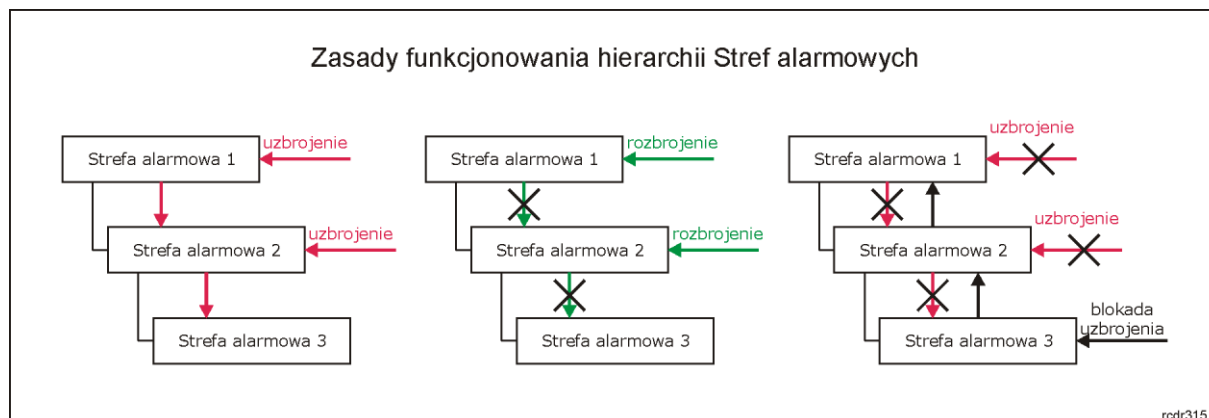 Zasady funkcjonowania hierarchii Stref alarmowych
uzbrojenie
Strefa alarmowa 1
uzbrojenie
Strefa alarmowa 2
Strefa alarmowa 3
rozbrojenie
Strefa alarmowa 1
rozbrojenie
Strefa alarmowa 2
Strefa alarmowa 3
uzbrojenie
Strefa alarmowa 1
uzbrojenie
Strefa alarmowa 2
blokada
uzbrojenia
Strefa alarmowa 3
rcdr315